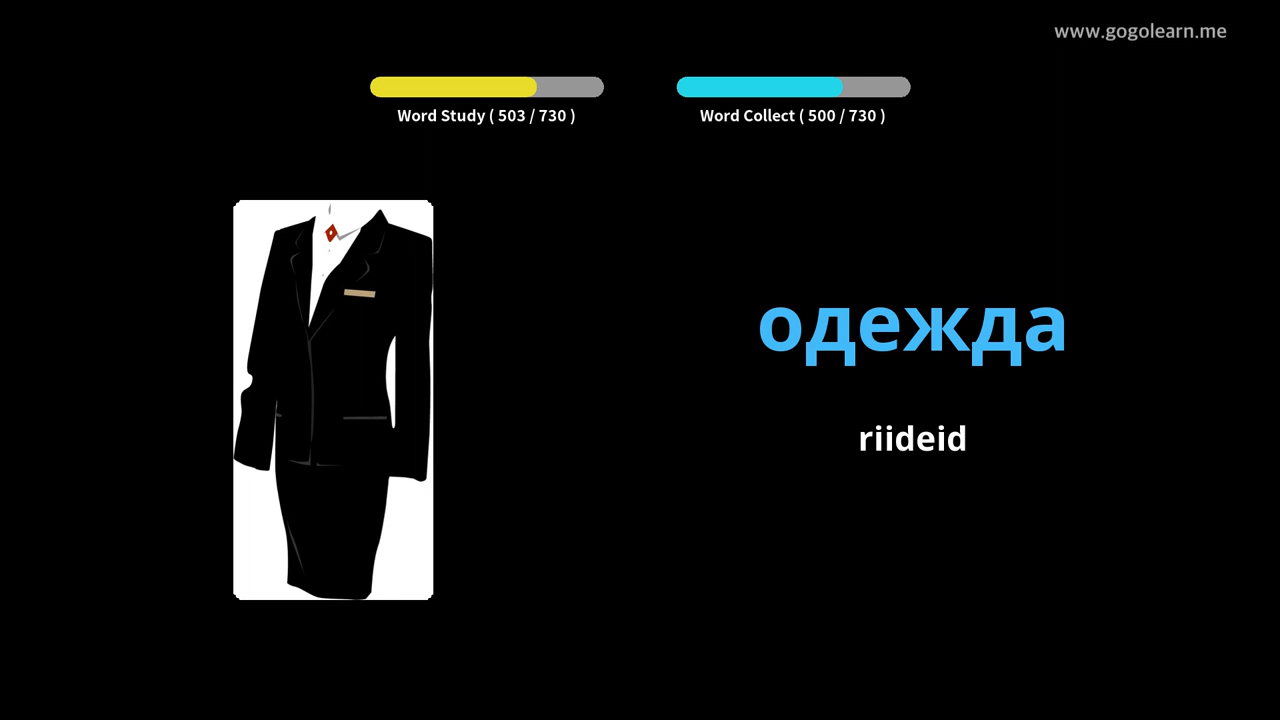 www.gogolearn.me
Word Study ( 503 / 730 )
Word Collect ( 500 / 730 )
одежда
riideid